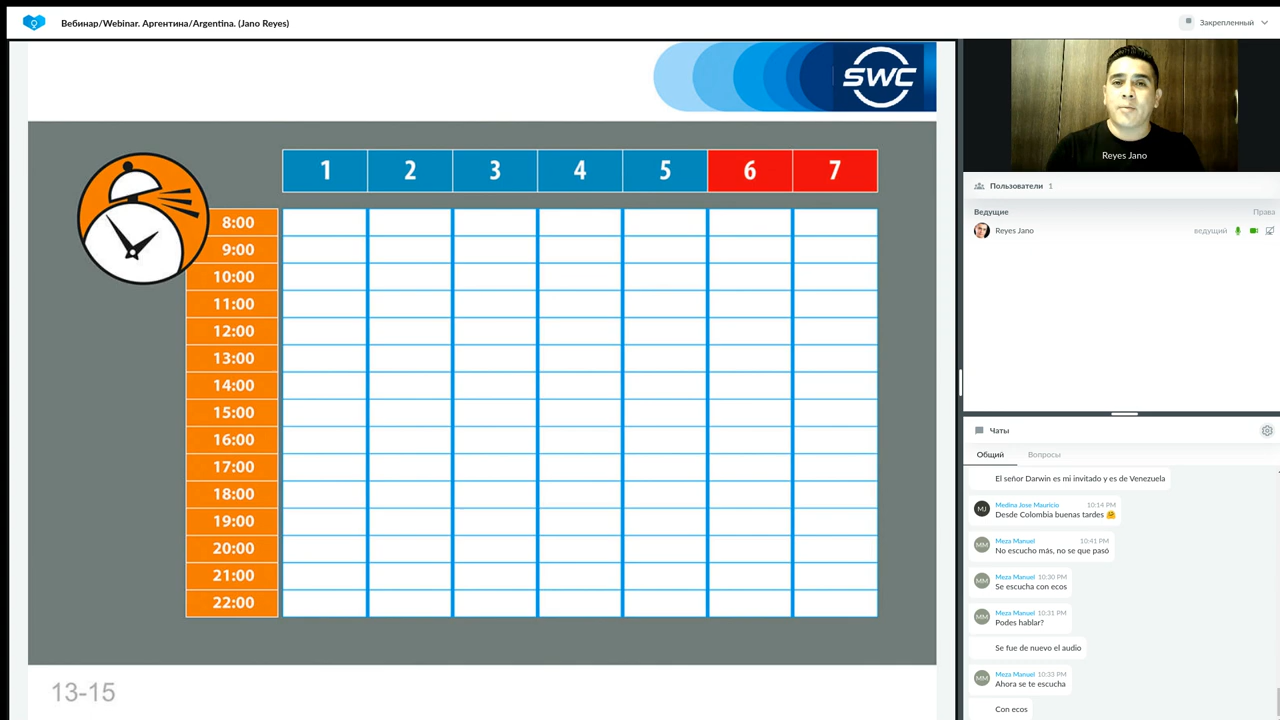 Вебинар/Webinar. Аргентина/Argentina. (Jano Reyes)
Закрепленный
SWC
1 2 3 4 5 6 7
8:00
9:00
10:00
11:00
12:00
13:00
14:00
15:00
16:00
17:00
18:00
19:00
20:00
21:00
22:00
13-15
Reyes Jano
Пользователи 1
Ведущие Права
Reyes Jano ведущий
Чаты
Общий Вопросы
El señor Darwin es mi invitado y es de Venezuela
MJ Medina Jose Mauricio 10:14 PM
Desde Colombia buenas tardes 🤗
MM Meza Manuel 10:41 PM
No escucho más, no se que pasó
MM Meza Manuel 10:30 PM
Se escucha con ecos
MM Meza Manuel 10:31 PM
Podes hablar?
Se fue de nuevo el audio
MM Meza Manuel 10:33 PM
Ahora se te escucha
Con ecos